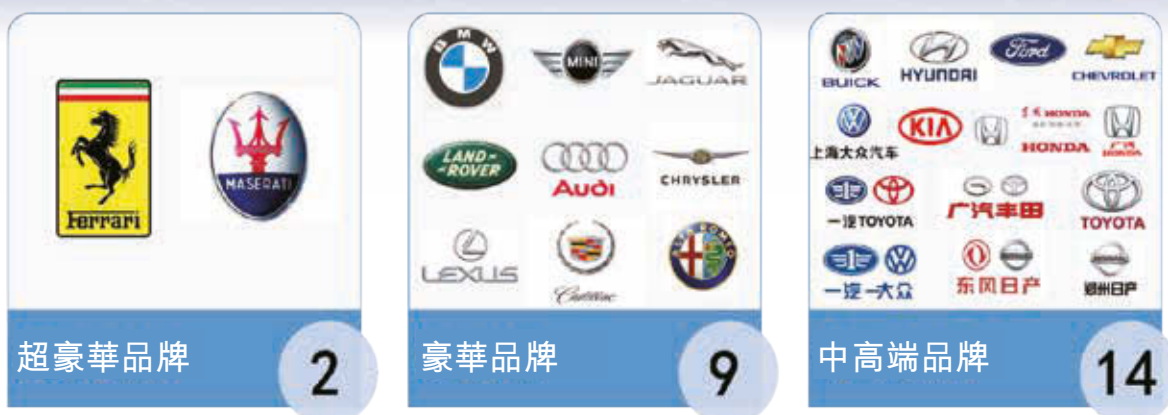 Ferrari
MASERATI
超豪華品牌
2
BMW
MINI
JAGUAR
LAND-
-ROVER
Audi
CHRYSLER
LEXUS
Cadillac
ALFA ROMEO
豪華品牌
9
BUICK
HYUNDAI
Ford
CHEVROLET
上海大众汽车
KIA
HONDA
HONDA
一汽TOYOTA
广汽丰田
TOYOTA
一汽-大众
东风日产
郑州日产
中高端品牌
14